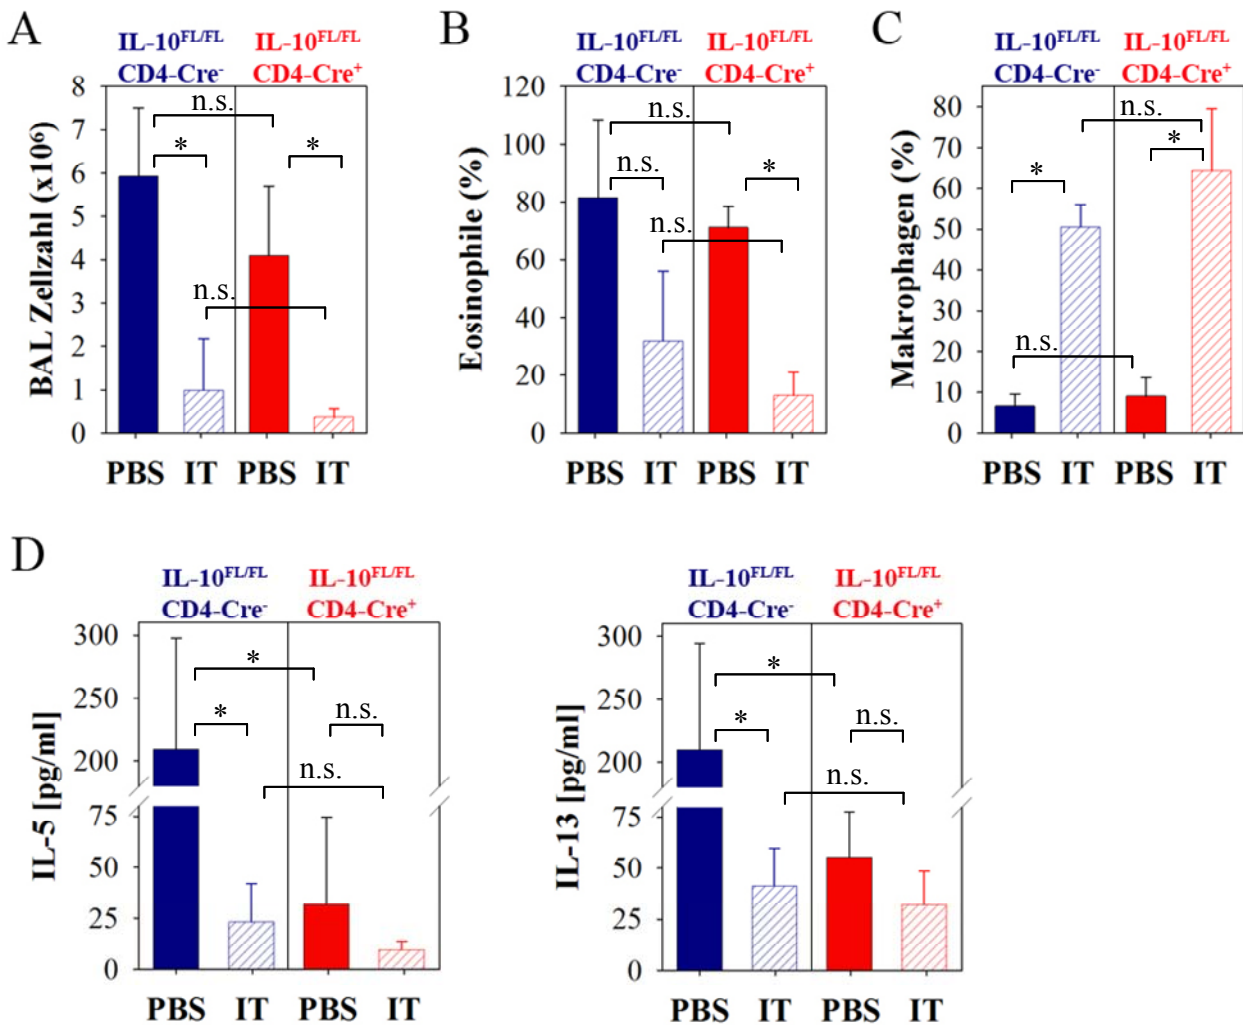 A
IL-10FL/FL
CD4-Cre-
IL-10FL/FL
CD4-Cre+
BAL Zellzahl (x10⁶)
8
7
6
5
4
3
2
1
0
n.s.
*
*
n.s.
PBS IT PBS IT
B
IL-10FL/FL
CD4-Cre-
IL-10FL/FL
CD4-Cre+
Eosinophile (%)
120
100
80
60
40
20
0
n.s.
n.s.
*
n.s.
PBS IT PBS IT
C
IL-10FL/FL
CD4-Cre-
IL-10FL/FL
CD4-Cre+
Makrophagen (%)
80
70
60
50
40
30
20
10
0
n.s.
*
*
n.s.
PBS IT PBS IT
D
IL-10FL/FL
CD4-Cre-
IL-10FL/FL
CD4-Cre+
IL-5 [pg/ml]
300
250
200
75
50
25
0
*
*
n.s.
n.s.
PBS IT PBS IT
IL-10FL/FL
CD4-Cre-
IL-10FL/FL
CD4-Cre+
IL-13 [pg/ml]
300
250
200
75
50
25
0
*
*
n.s.
n.s.
PBS IT PBS IT